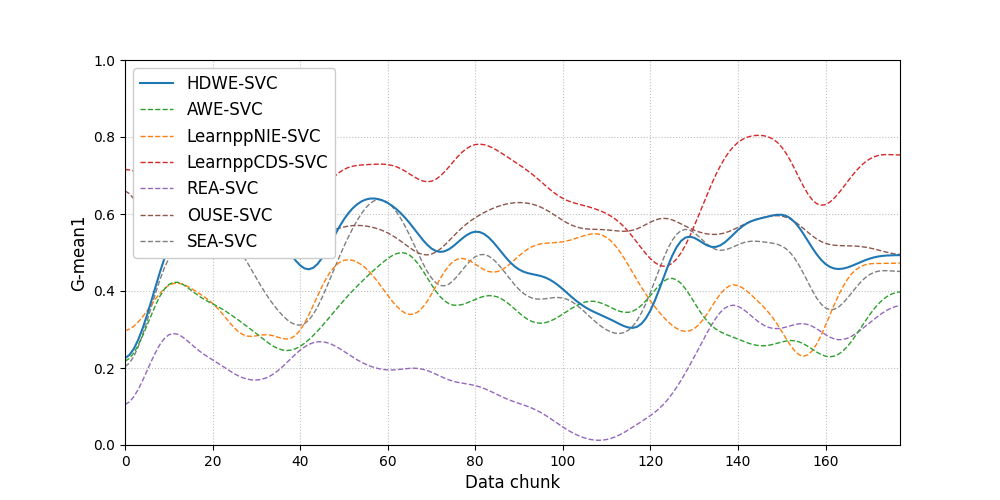 1.0
0.8
0.6
0.4
0.2
0.0
G-mean1
HDWE-SVC
AWE-SVC
LearnppNIE-SVC
LearnppCDS-SVC
REA-SVC
OUSE-SVC
SEA-SVC
0 20 40 60 80 100 120 140 160
Data chunk